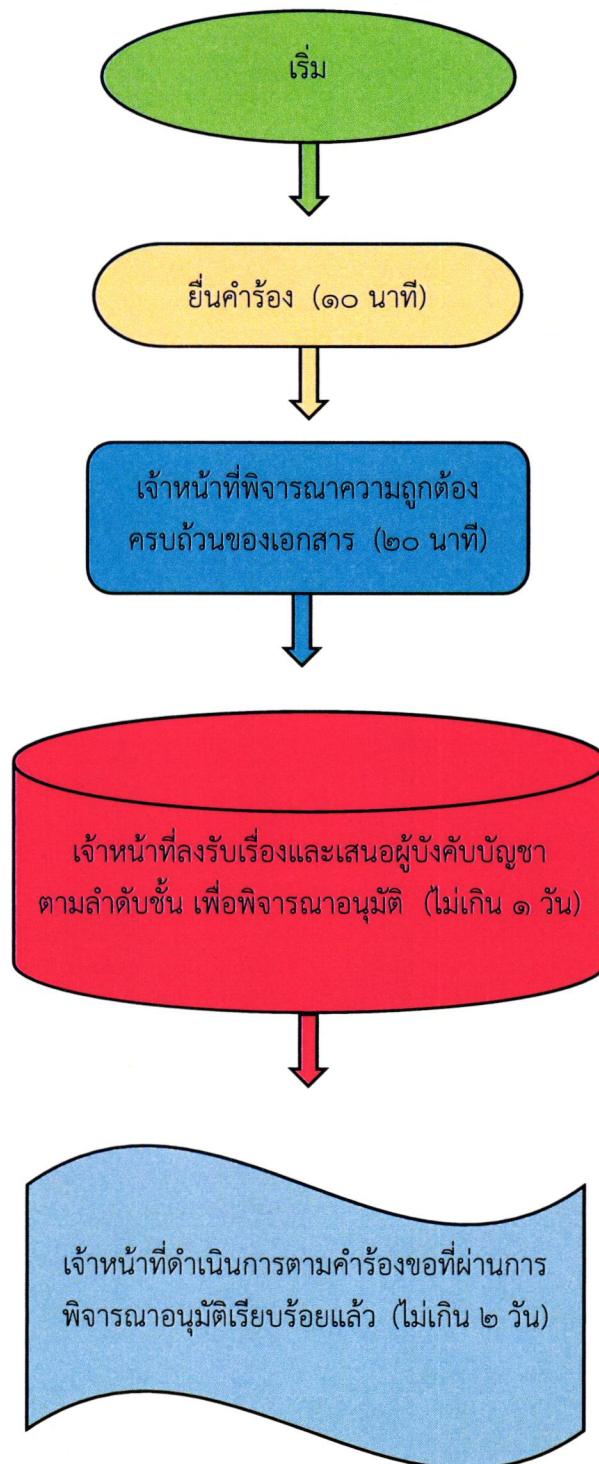 เริ่ม
ยื่นคำร้อง (๑๐ นาที)
เจ้าหน้าที่พิจารณาความถูกต้อง
ครบถ้วนของเอกสาร (๒๐ นาที)
เจ้าหน้าที่ลงรับเรื่องและเสนอผู้บังคับบัญชา
ตามลำดับชั้น เพื่อพิจารณาอนุมัติ (ไม่เกิน ๑ วัน)
เจ้าหน้าที่ดำเนินการตามคำร้องขอที่ผ่านการ
พิจารณาอนุมัติเรียบร้อยแล้ว (ไม่เกิน ๒ วัน)